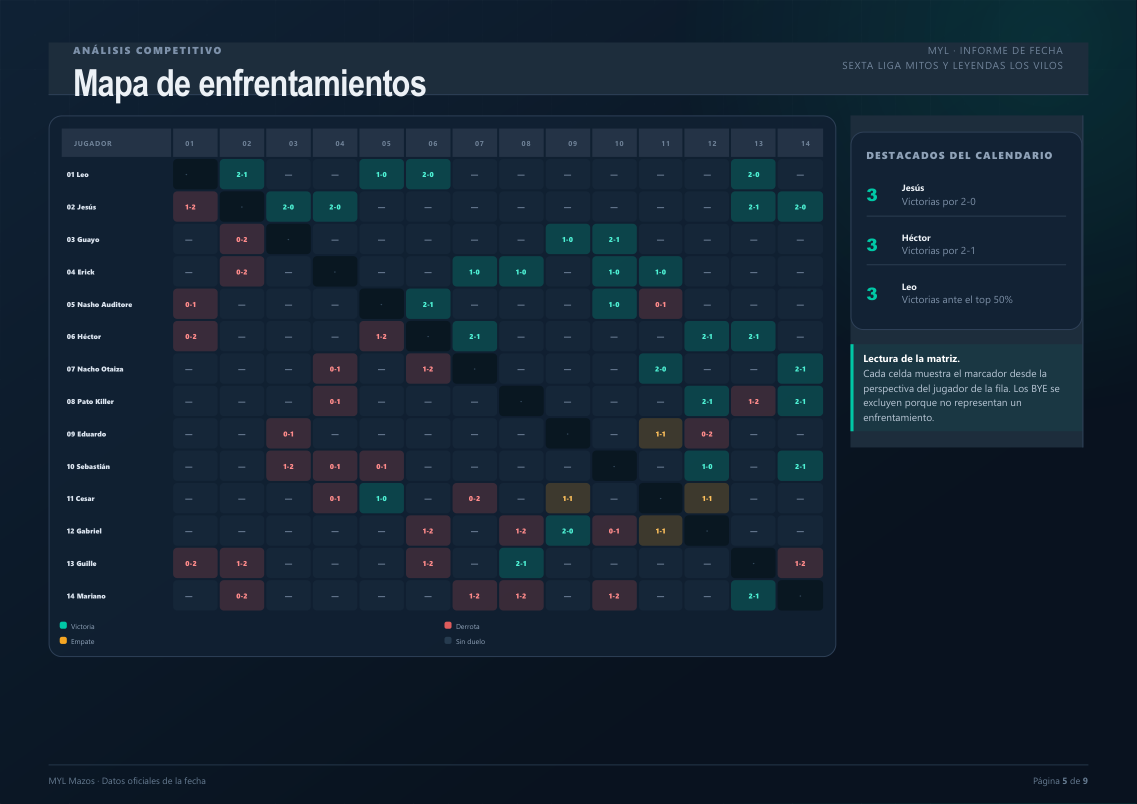 ANÁLISIS COMPETITIVO
Mapa de enfrentamientos
MYL · INFORME DE FECHA
SEXTA LIGA MITOS Y LEYENDAS LOS VILOS
JUGADOR 01 02 03 04 05 06 07 08 09 10 11 12 13 14
01 Leo · 2-1 — — 1-0 2-0 — — — — — — 2-0 —
02 Jesús 1-2 · 2-0 2-0 — — — — — — — — 2-1 2-0
03 Guayo — 0-2 · — — — — — 1-0 2-1 — — — —
04 Erick — 0-2 — · — — 1-0 1-0 — 1-0 1-0 — — —
05 Nasho Auditore 0-1 — — — · 2-1 — — — 1-0 0-1 — — —
06 Héctor 0-2 — — — 1-2 · 2-1 — — — — 2-1 2-1 —
07 Nacho Otaiza — — — 0-1 — 1-2 · — — — 2-0 — — 2-1
08 Pato Killer — — — 0-1 — — — · — — — 2-1 1-2 2-1
09 Eduardo — — 0-1 — — — — — · — 1-1 0-2 — —
10 Sebastián — — 1-2 0-1 0-1 — — — — · — 1-0 — 2-1
11 Cesar — — — 0-1 1-0 — 0-2 — 1-1 — · 1-1 — —
12 Gabriel — — — — — 1-2 — 1-2 2-0 0-1 1-1 · — —
13 Guille 0-2 1-2 — — — 1-2 — 2-1 — — — — · 1-2
14 Mariano — 0-2 — — — — 1-2 1-2 — 1-2 — — 2-1 ·
Victoria
Derrota
Empate
Sin duelo
DESTACADOS DEL CALENDARIO
3 Jesús
Victorias por 2-0
3 Héctor
Victorias por 2-1
3 Leo
Victorias ante el top 50%
Lectura de la matriz.
Cada celda muestra el marcador desde la
perspectiva del jugador de la fila. Los BYE se
excluyen porque no representan un
enfrentamiento.
MYL Mazos · Datos oficiales de la fecha
Página 5 de 9